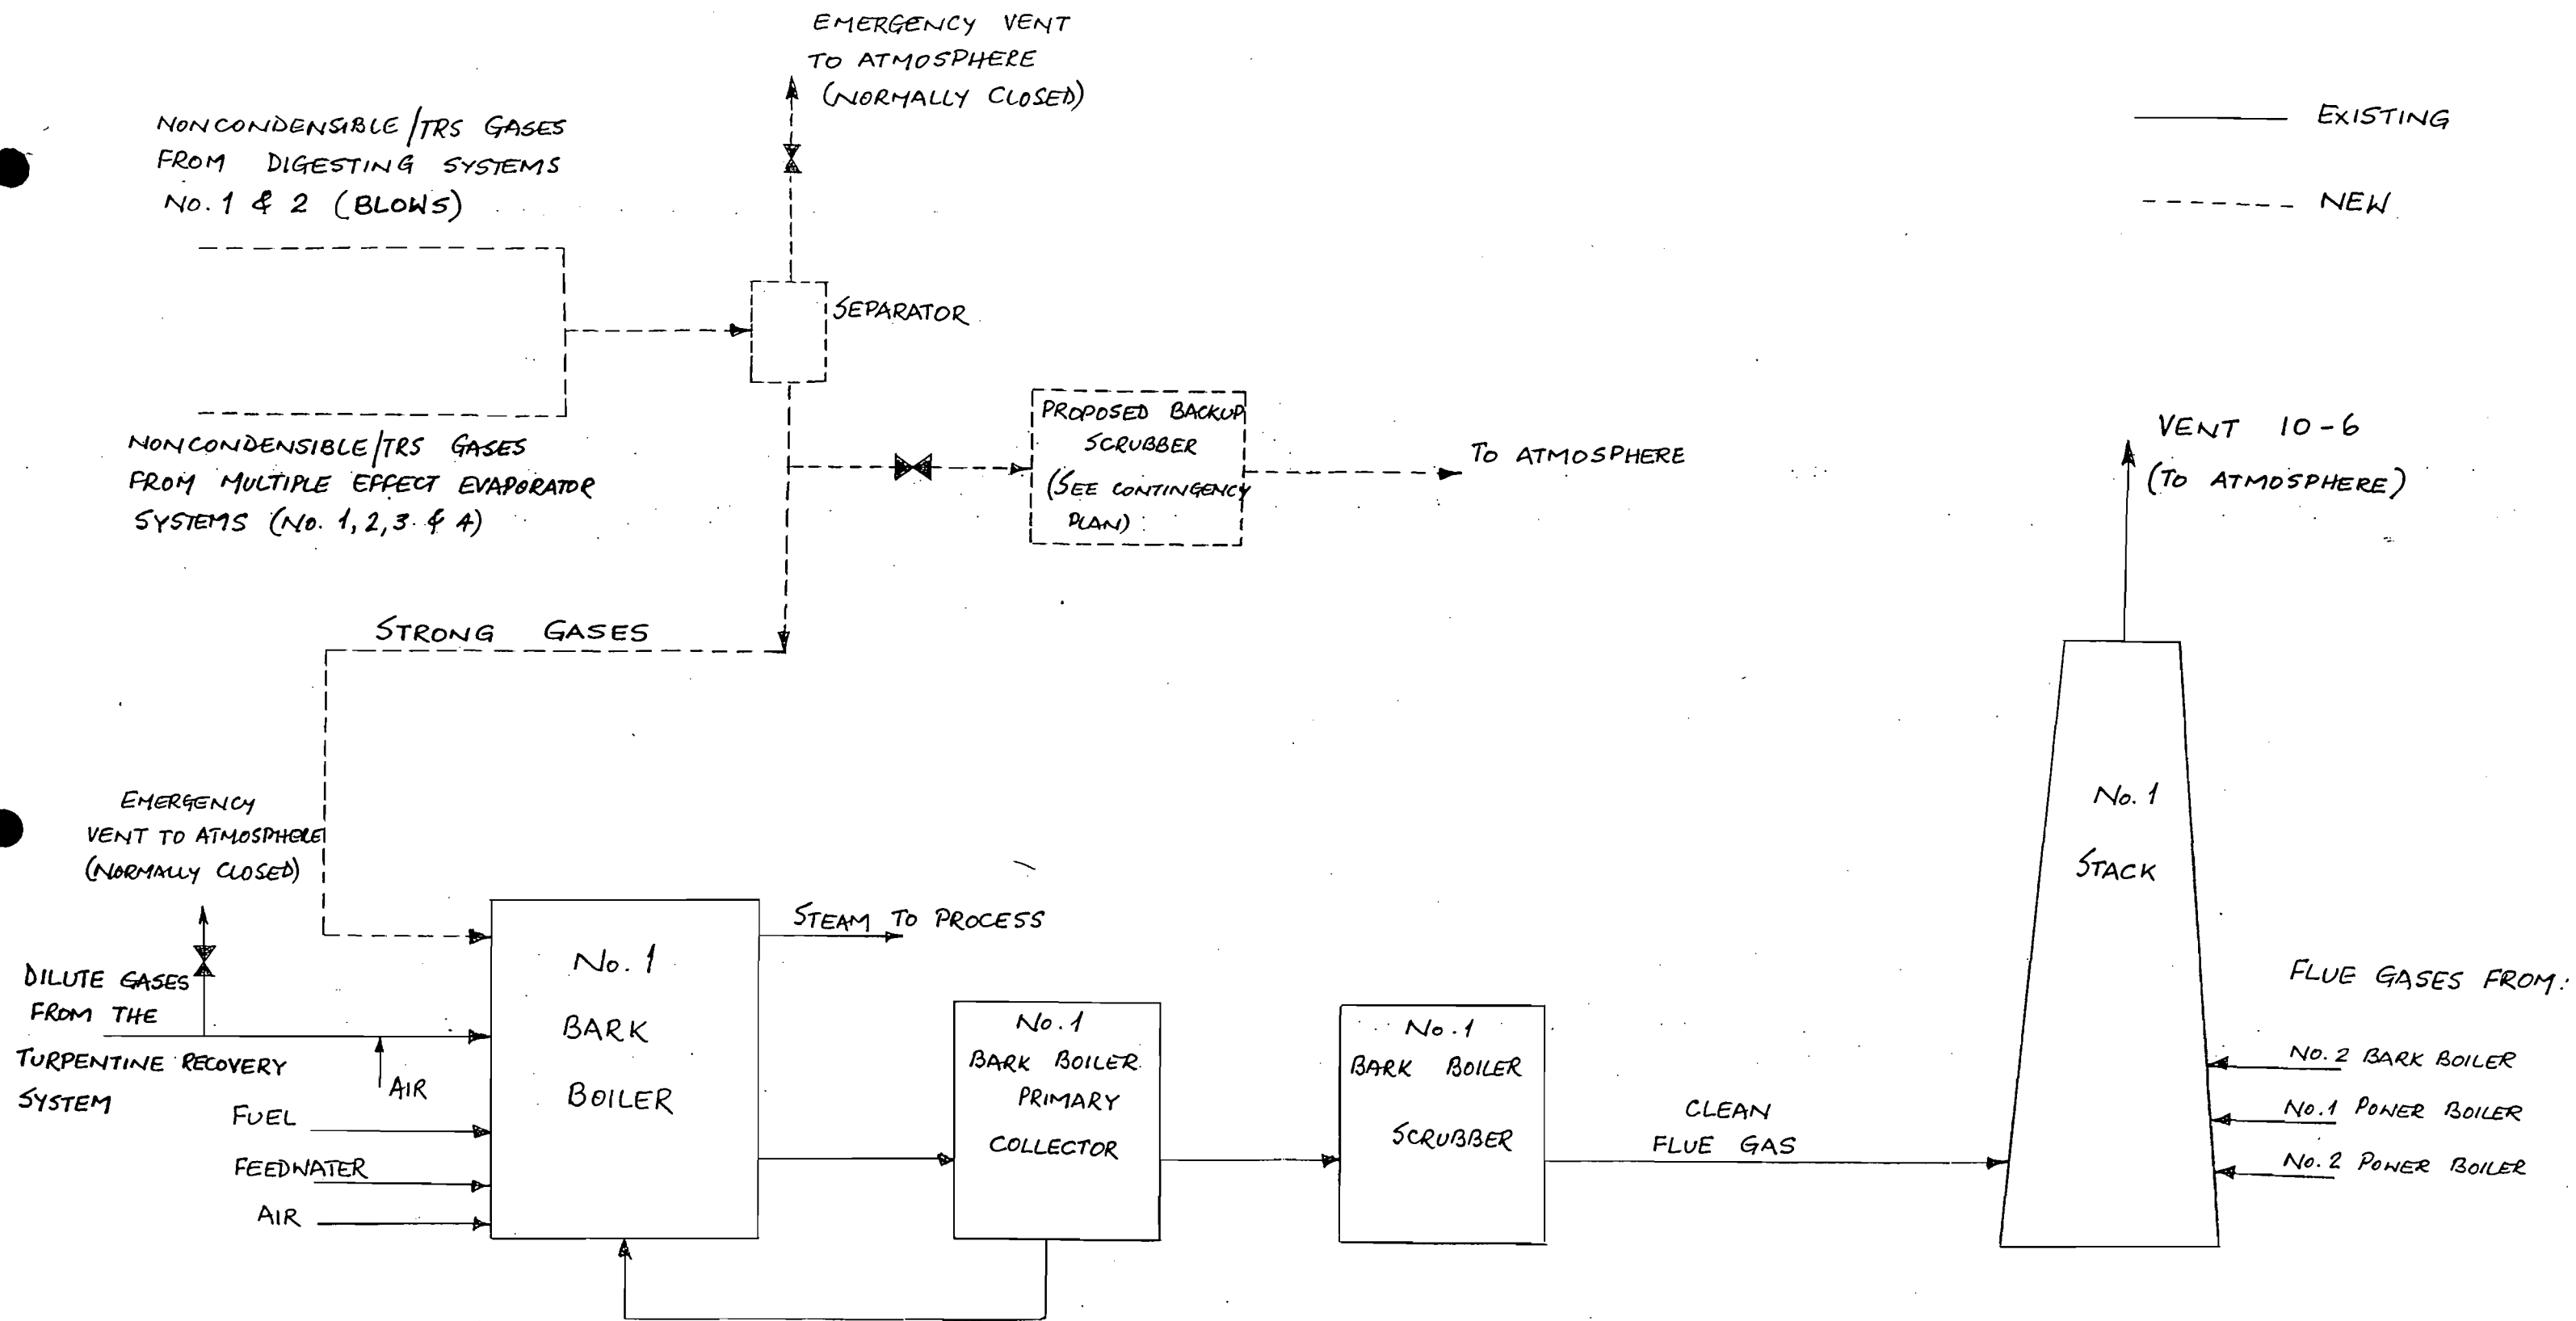 EMERGENCY VENT
TO ATMOSPHERE
(NORMALLY CLOSED)
NONCONDENSIBLE/TRS GASES
FROM DIGESTING SYSTEMS
No. 1 & 2 (BLOWS)
EXISTING
NEW
SEPARATOR
NONCONDENSIBLE/TRS GASES
FROM MULTIPLE EFFECT EVAPORATOR
SYSTEMS (No. 1, 2, 3 & 4)
PROPOSED BACKUP
SCRUBBER
(SEE CONTINGENCY
PLAN)
TO ATMOSPHERE
VENT 10-6
(TO ATMOSPHERE)
STRONG GASES
EMERGENCY
VENT TO ATMOSPHERE
(NORMALLY CLOSED)
DILUTE GASES
FROM THE
TURPENTINE RECOVERY
SYSTEM
AIR
FUEL
FEEDWATER
AIR
No. 1
BARK
BOILER
STEAM TO PROCESS
No. 1
BARK BOILER
PRIMARY
COLLECTOR
No. 1
BARK BOILER
SCRUBBER
CLEAN
FLUE GAS
No. 1
STACK
FLUE GASES FROM:
No. 2 BARK BOILER
No. 1 POWER BOILER
No. 2 POWER BOILER